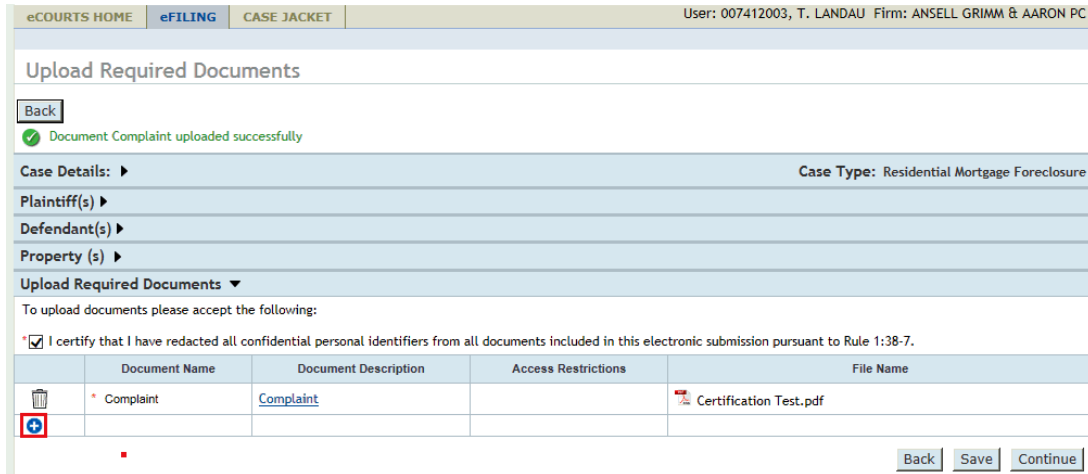 eCOURTS HOME eFILING CASE JACKET User: 007412003, T. LANDAU Firm: ANSELL GRIMM & AARON PC
Upload Required Documents
Back
Document Complaint uploaded successfully
Case Details: Case Type: Residential Mortgage Foreclosure
Plaintiff(s)
Defendant(s)
Property (s)
Upload Required Documents
To upload documents please accept the following:
* I certify that I have redacted all confidential personal identifiers from all documents included in this electronic submission pursuant to Rule 1:38-7.
Document Name Document Description Access Restrictions File Name
* Complaint Complaint Certification Test.pdf
Back Save Continue